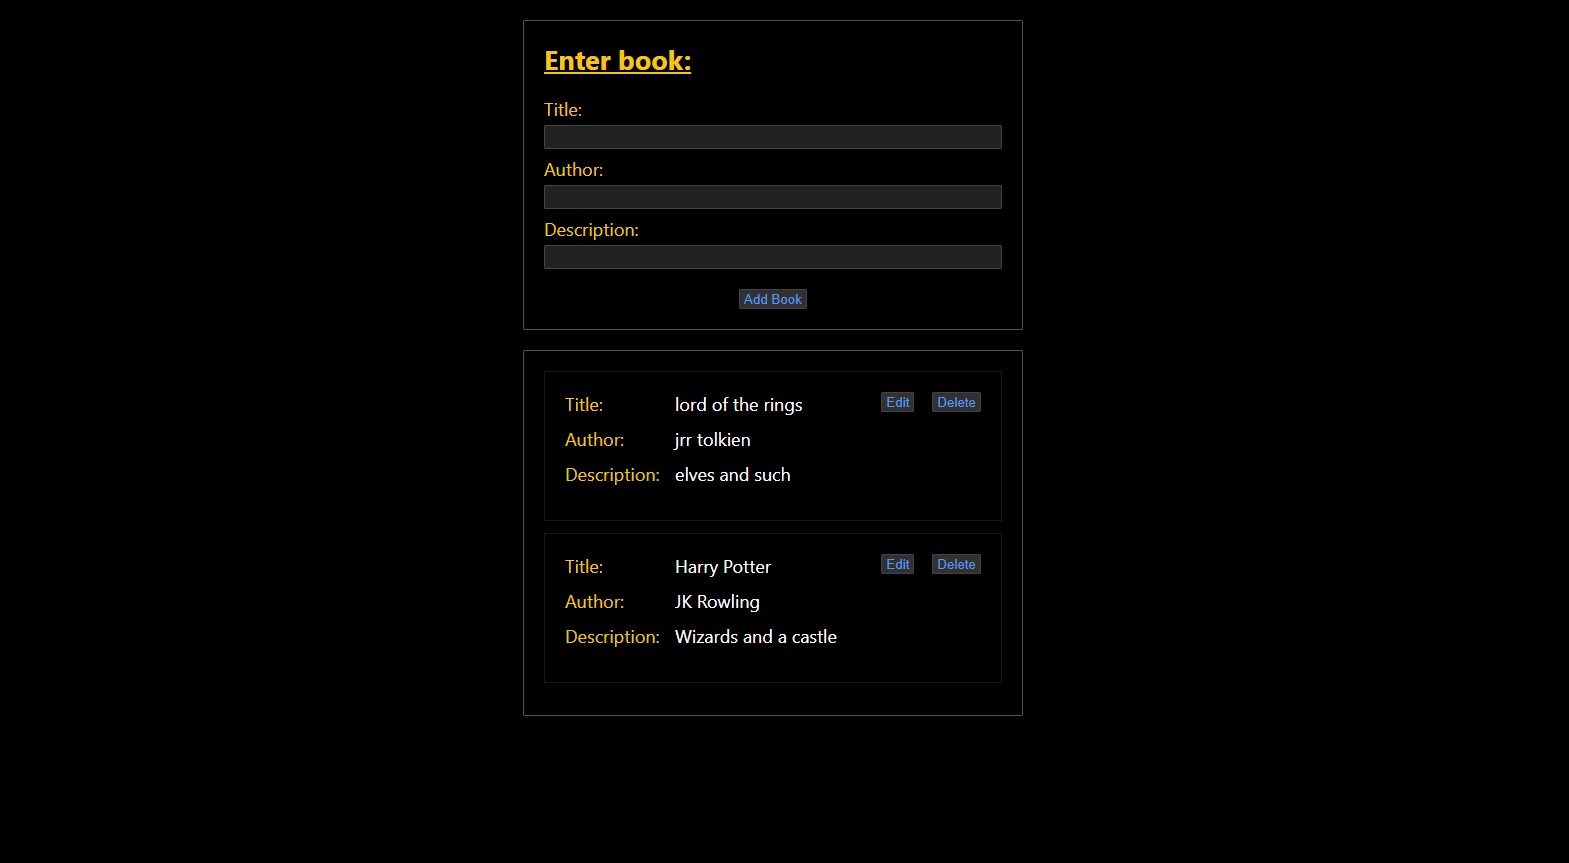 Enter book:
Title:
Author:
Description:
Add Book
Title: lord of the rings Edit Delete
Author: jrr tolkien
Description: elves and such
Title: Harry Potter Edit Delete
Author: JK Rowling
Description: Wizards and a castle